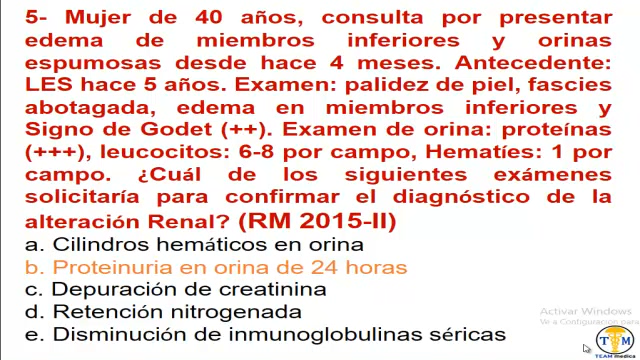 5- Mujer de 40 años, consulta por presentar
edema de miembros inferiores y orinas
espumosas desde hace 4 meses. Antecedente:
LES hace 5 años. Examen: palidez de piel, fascies
abotagada, edema en miembros inferiores y
Signo de Godet (++). Examen de orina: proteínas
(+++), leucocitos: 6-8 por campo, Hematíes: 1 por
campo. ¿Cuál de los siguientes exámenes
solicitaría para confirmar el diagnóstico de la
alteración Renal? (RM 2015-II)
a. Cilindros hemáticos en orina
b. Proteinuria en orina de 24 horas
c. Depuración de creatinina
d. Retención nitrogenada
e. Disminución de inmunoglobulinas séricas
Activar Windows
Ve a Configuración para
T M
TEAM medica